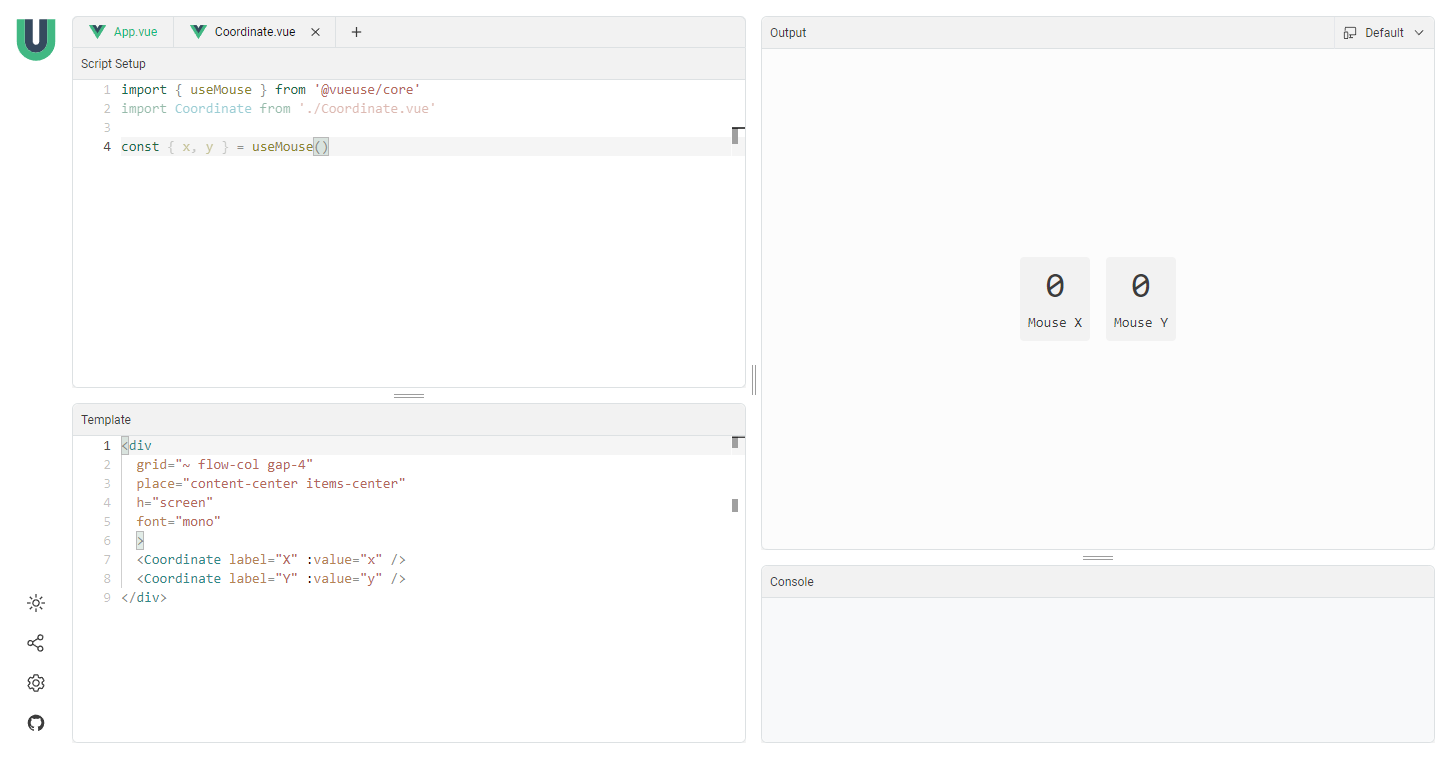 App.vue Coordinate.vue
Script Setup
1 import { useMouse } from '@vueuse/core'
2 import Coordinate from './Coordinate.vue'
3
4 const { x, y } = useMouse()
Template
1 <div
2   grid="~ flow-col gap-4"
3   place="content-center items-center"
4   h="screen"
5   font="mono"
6   >
7   <Coordinate label="X" :value="x" />
8   <Coordinate label="Y" :value="y" />
9 </div>
Output Default
0 0
Mouse X Mouse Y
Console